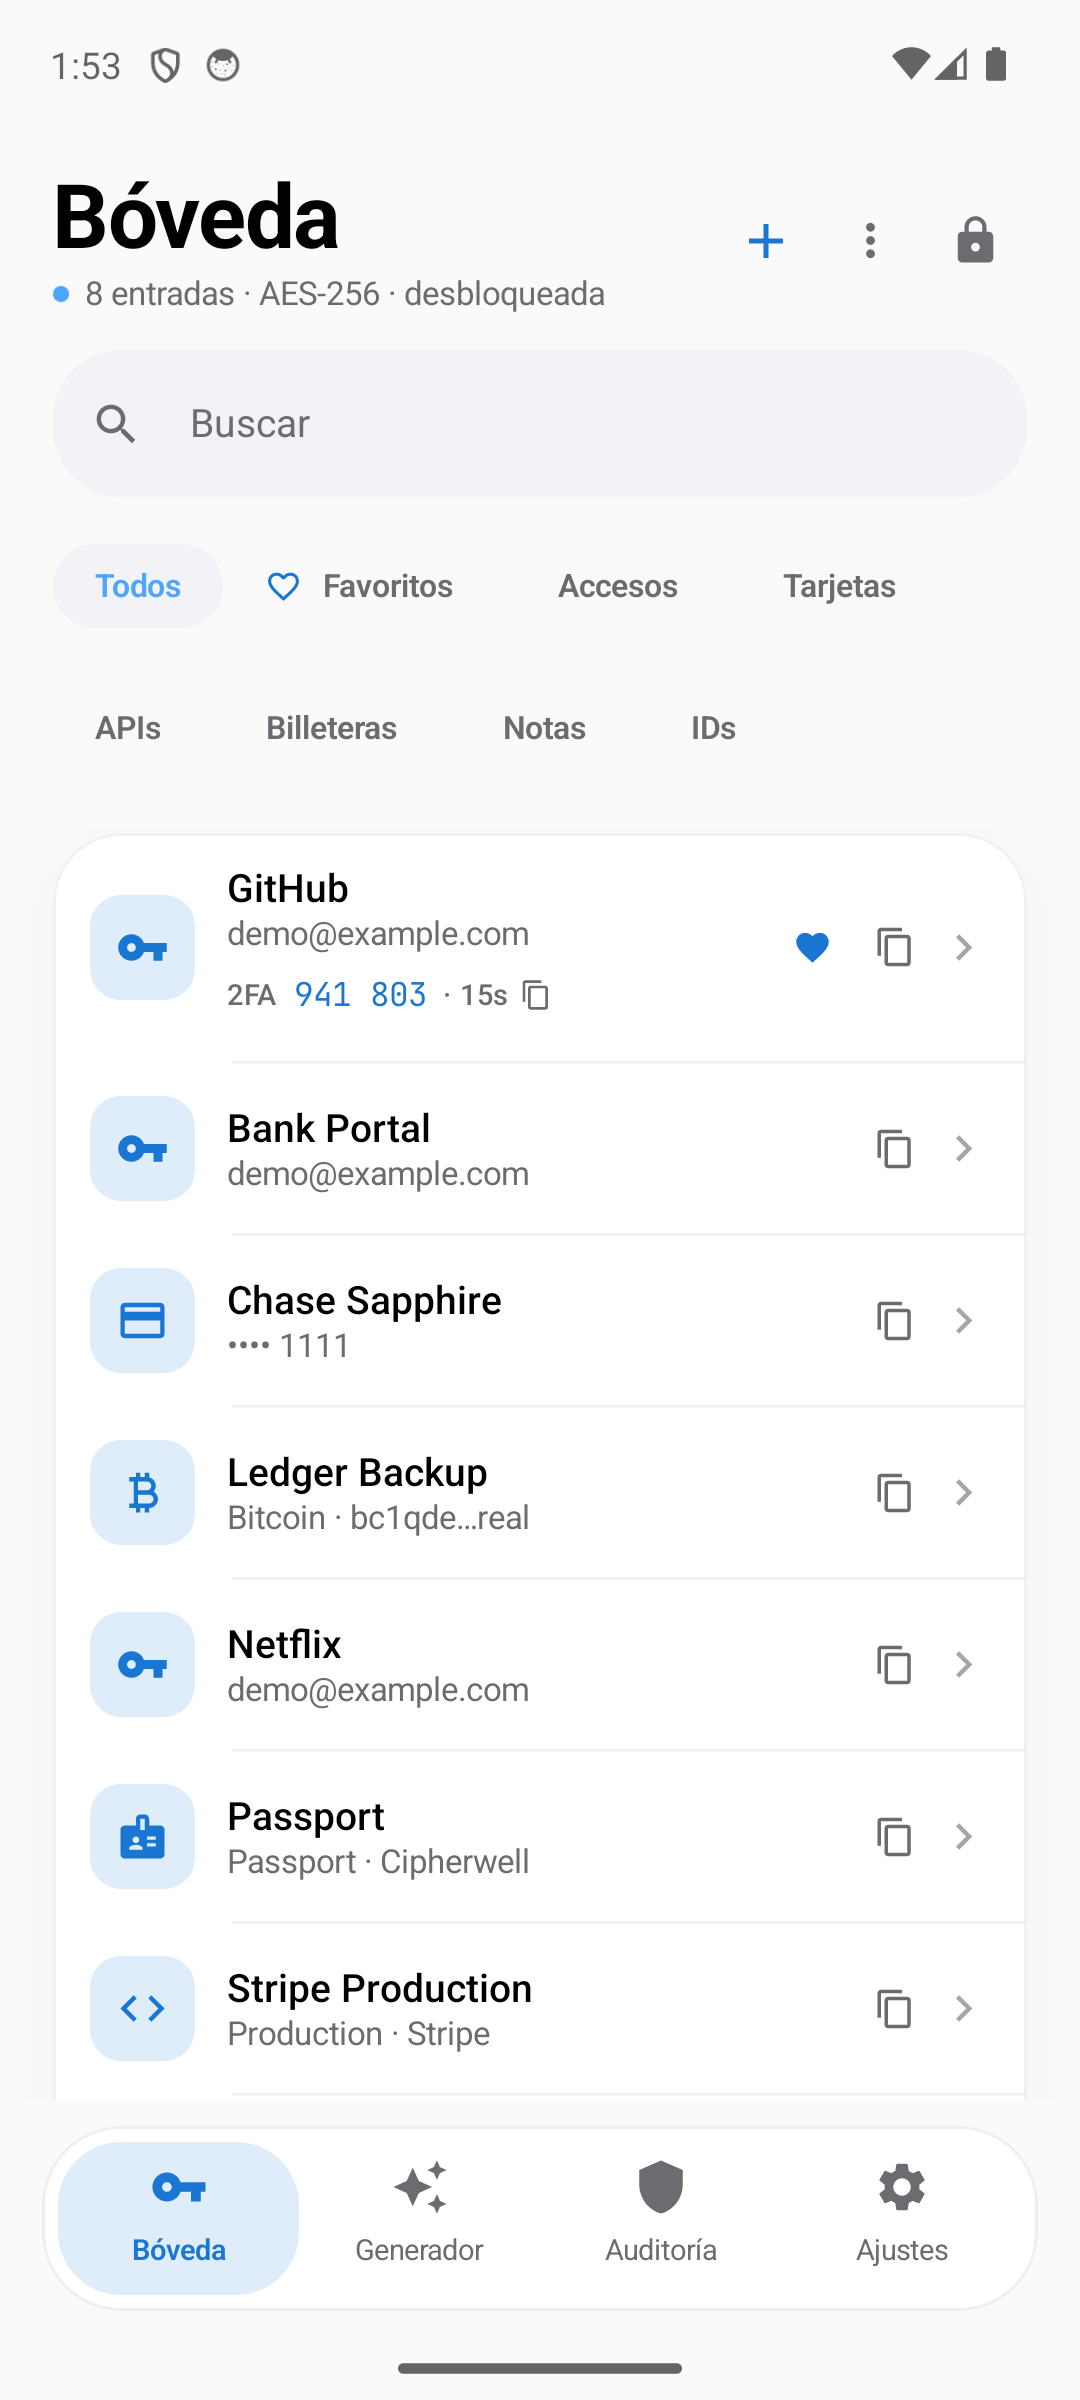 1:53
Bóveda
8 entradas · AES-256 · desbloqueada
Buscar
Todos Favoritos Accesos Tarjetas
APIs Billeteras Notas IDs
GitHub
demo@example.com
2FA 941 803 · 15s
Bank Portal
demo@example.com
Chase Sapphire
•••• 1111
Ledger Backup
Bitcoin · bc1qde…real
Netflix
demo@example.com
Passport
Passport · Cipherwell
Stripe Production
Production · Stripe
Bóveda Generador Auditoría Ajustes